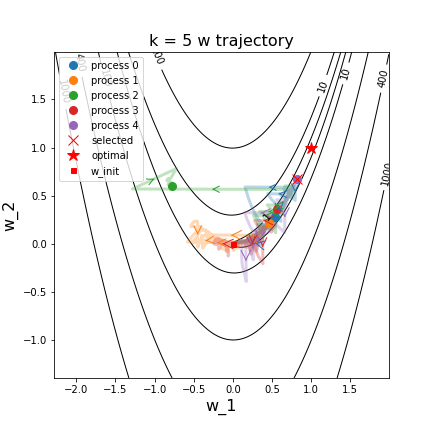 k = 5 w trajectory
process 0
process 1
process 2
process 3
process 4
selected
optimal
w_init
10
10
400
1000
w_2
1.5
1.0
0.5
0.0
−0.5
−1.0
−2.0 −1.5 −1.0 −0.5 0.0 0.5 1.0 1.5
w_1